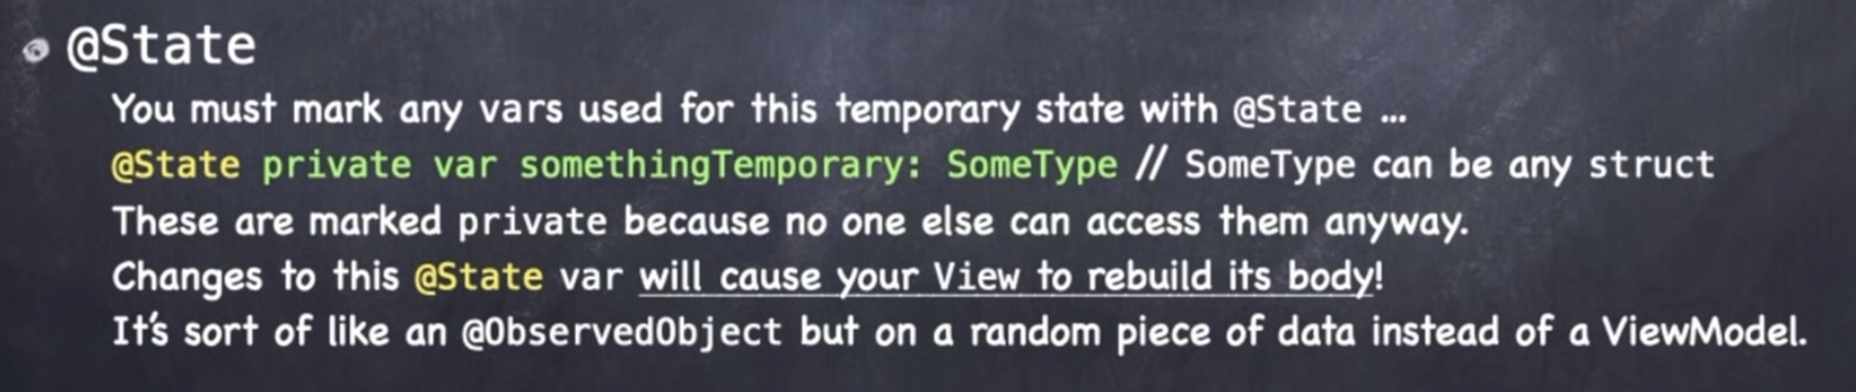 @State
You must mark any vars used for this temporary state with @State ...
@State private var somethingTemporary: SomeType // SomeType can be any struct
These are marked private because no one else can access them anyway.
Changes to this @State var will cause your View to rebuild its body!
It's sort of like an @ObservedObject but on a random piece of data instead of a ViewModel.